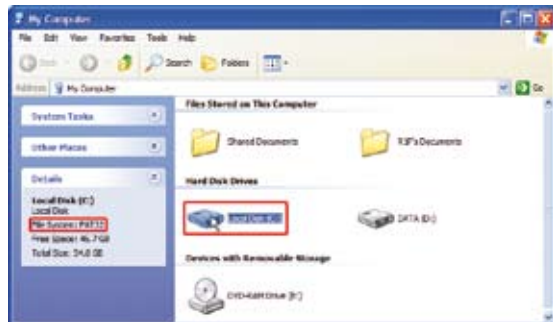 My Computer
File Edit View Favorites Tools Help
Back Search Folders
Address My Computer Go
System Tasks
Other Places
Details
Local Disk (C:)
Local Disk
File System: FAT32
Free Space: 46.7 GB
Total Size: GB
Files Stored on This Computer
Shared Documents
Documents
Hard Disk Drives
Local Disk (C:)
DATA (D:)
Devices with Removable Storage
DVD-RAM Drive (E:)